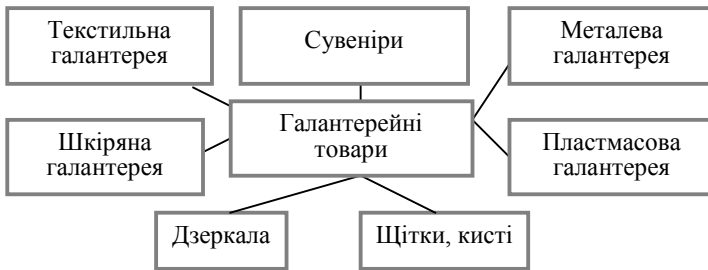 Текстильна
галантерея
Сувеніри
Металева
галантерея
Шкіряна
галантерея
Галантерейні
товари
Пластмасова
галантерея
Дзеркала
Щітки, кисті